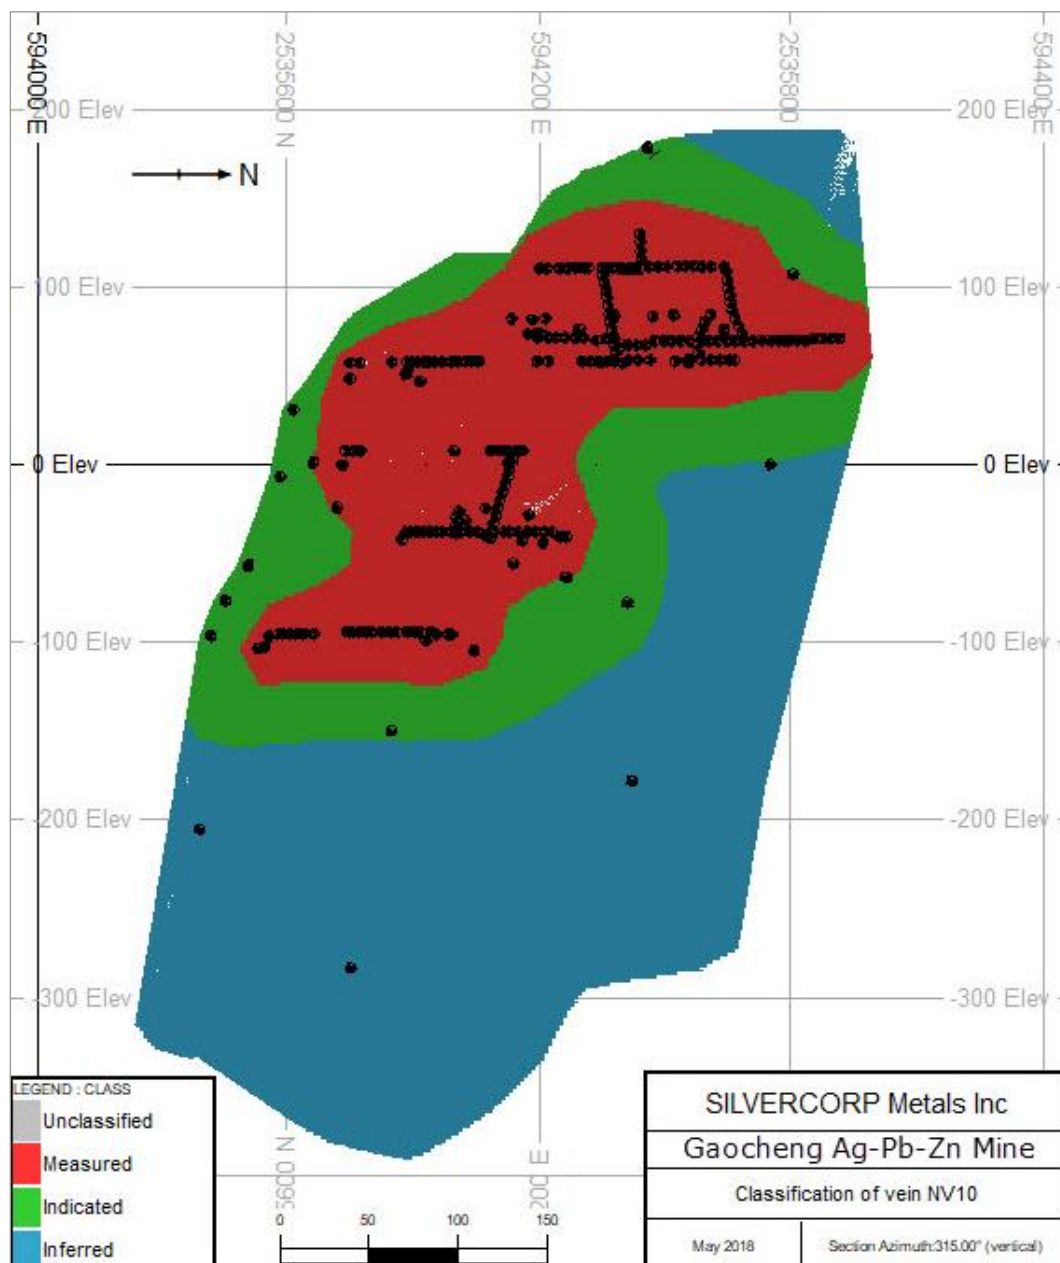 594000 E
2535600 N
594200 E
2535800
594400 E
200 Elev
200 Elev
N
100 Elev
100 Elev
0 Elev
0 Elev
-100 Elev
-100 Elev
-200 Elev
-200 Elev
-300 Elev
-300 Elev
LEGEND : CLASS
Unclassified
Measured
Indicated
Inferred
5600 N
200 E
0 50 100 150
SILVERCORP Metals Inc
Gaocheng Ag-Pb-Zn Mine
Classification of vein NV10
May 2018
Section Azimuth:315.00° (vertical)